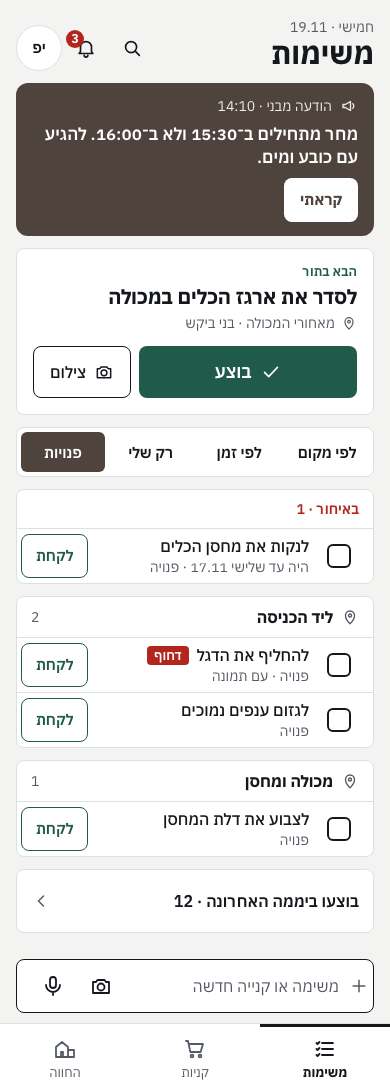 חמישי · 19.11
משימות
3
יפ
הודעה מבני · 14:10
מחר מתחילים ב־15:30 ולא ב־16:00. להגיע
עם כובע ומים.
קראתי
הבא בתור
לסדר את ארגז הכלים במכולה
מאחורי המכולה · בני ביקש
בוצע
צילום
לפי מקום
לפי זמן
רק שלי
פנויות
באיחור · 1
לנקות את מחסן הכלים
היה עד שלישי 17.11 · פנויה
לקחת
ליד הכניסה
2
להחליף את הדגל
דחוף
פנויה · עם תמונה
לקחת
לגזום ענפים נמוכים
פנויה
לקחת
מכולה ומחסן
1
לצבוע את דלת המחסן
פנויה
לקחת
בוצעו ביממה האחרונה · 12
משימה או קנייה חדשה
משימות
קניות
החווה